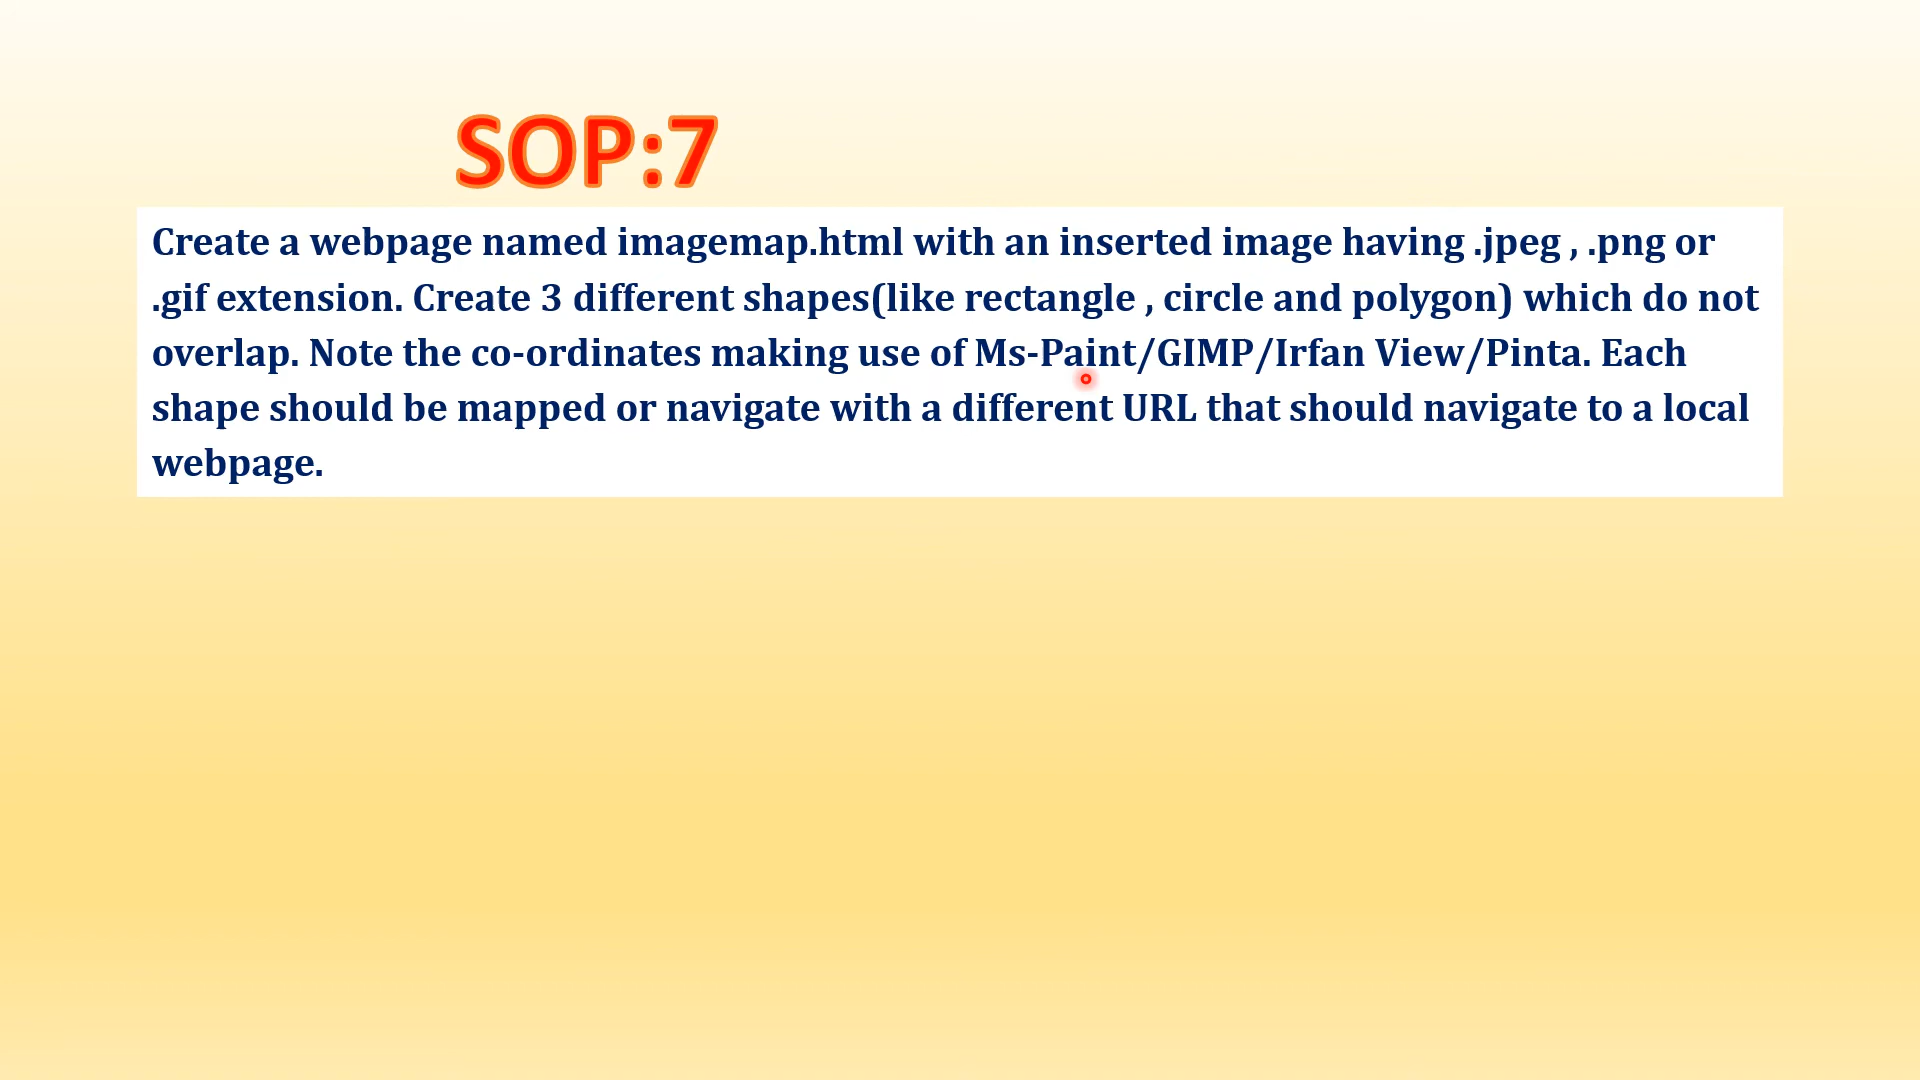 SOP:7
Create a webpage named imagemap.html with an inserted image having .jpeg , .png or
.gif extension. Create 3 different shapes(like rectangle , circle and polygon) which do not
overlap. Note the co-ordinates making use of Ms-Paint/GIMP/Irfan View/Pinta. Each
shape should be mapped or navigate with a different URL that should navigate to a local
webpage.